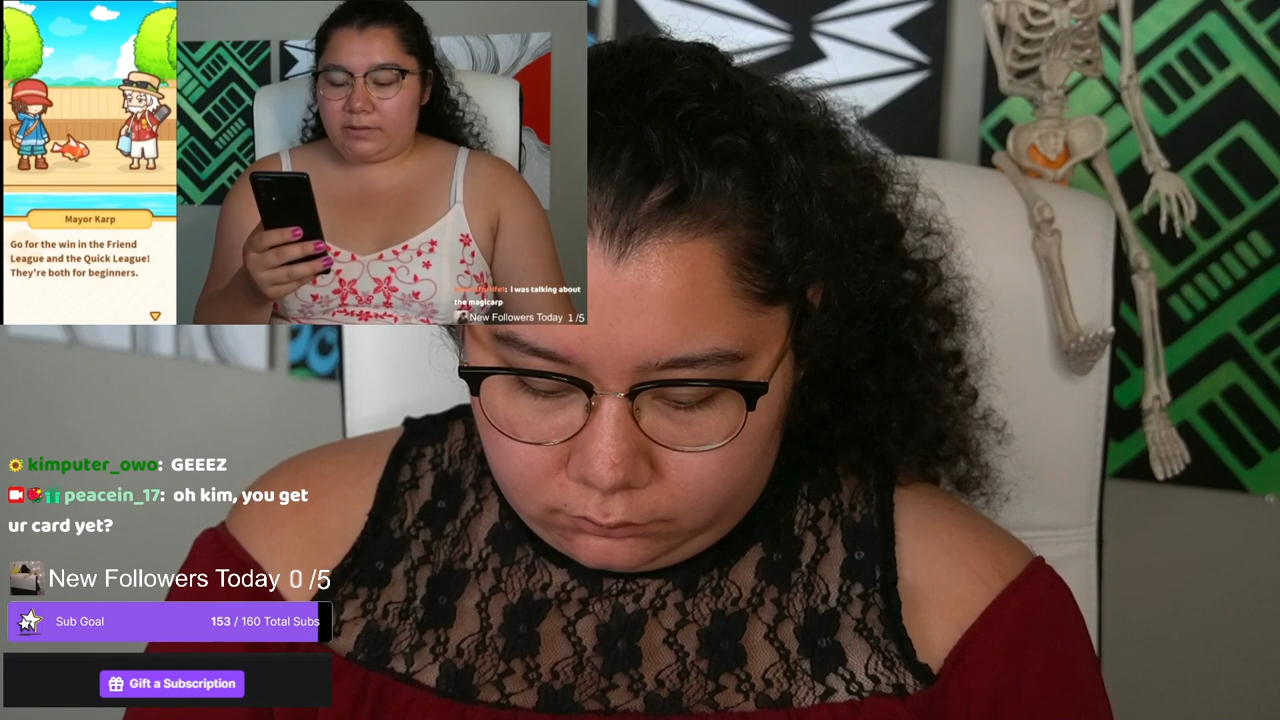 Mayor Karp
Go for the win in the Friend
League and the Quick League!
They're both for beginners.
: i was talking about
the magicarp
New Followers Today 1/5
kimputer_owo: GEEEZ
peacein_17: oh kim, you get
ur card yet?
New Followers Today 0/5
Sub Goal 153 / 160 Total Subs
Gift a Subscription